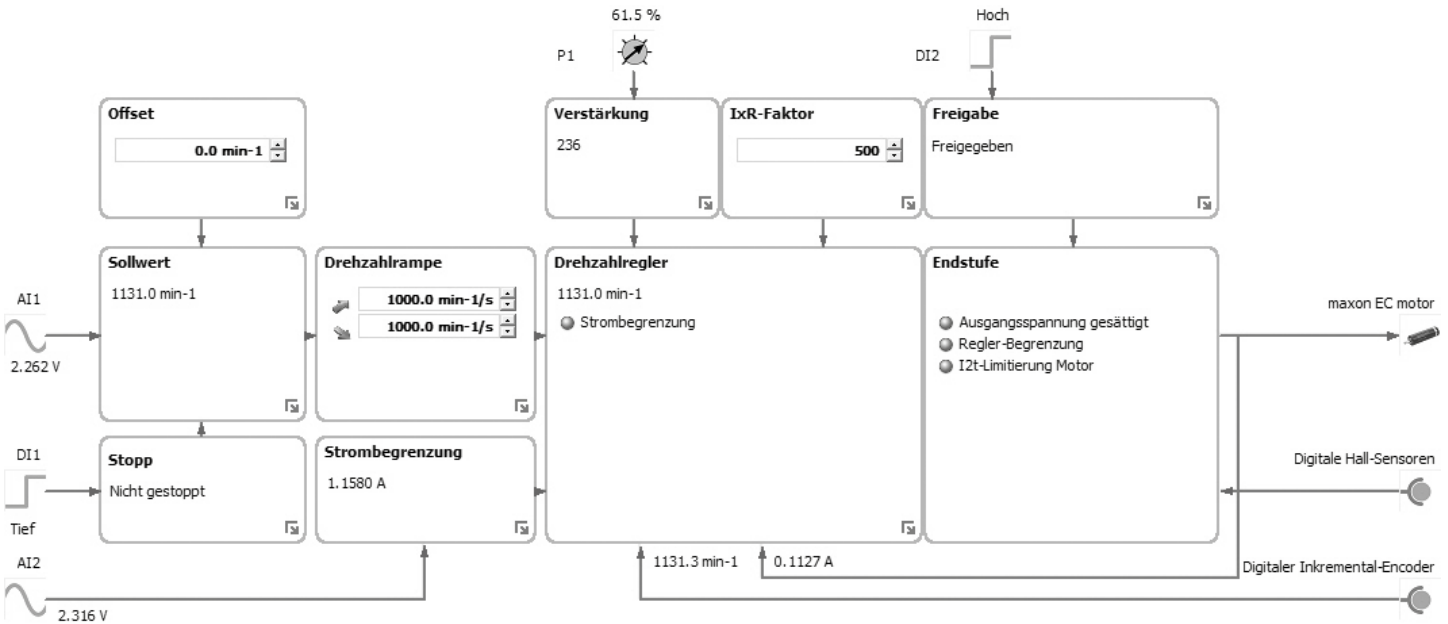 61.5 %
Hoch
P1
DI2
Offset
0.0 min-1
Verstärkung
236
IxR-Faktor
500
Freigabe
Freigegeben
AI1
2.262 V
Sollwert
1131.0 min-1
Drehzahlrampe
1000.0 min-1/s
1000.0 min-1/s
Drehzahlregler
1131.0 min-1
Strombegrenzung
Endstufe
Ausgangsspannung gesättigt
Regler-Begrenzung
I2t-Limitierung Motor
maxon EC motor
DI1
Tief
Stopp
Nicht gestoppt
Strombegrenzung
1.1580 A
Digitale Hall-Sensoren
AI2
2.316 V
1131.3 min-1
0.1127 A
Digitaler Inkremental-Encoder